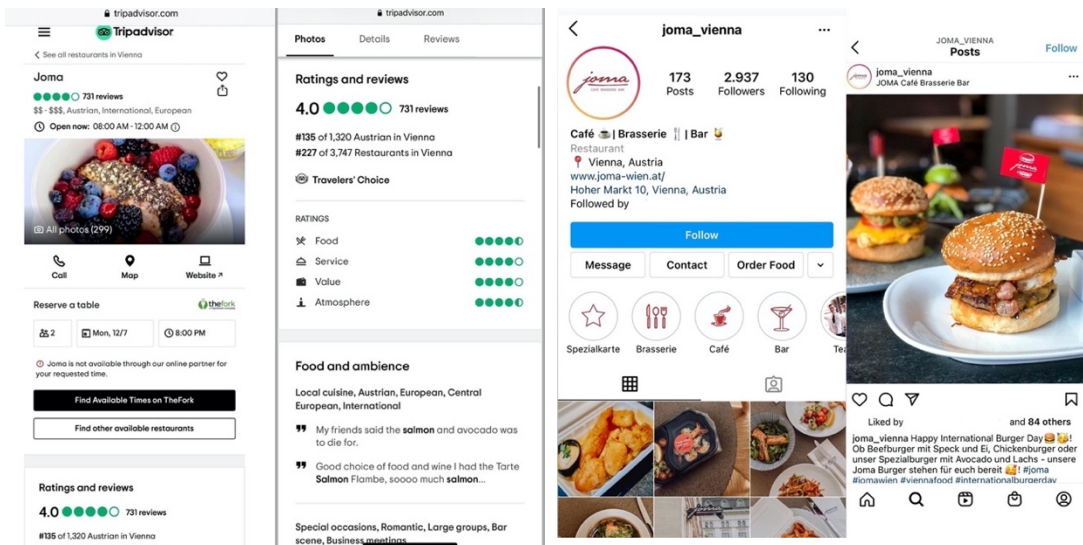 tripadvisor.com
Tripadvisor
See all restaurants in Vienna
Joma
731 reviews
$$ - $$$, Austrian, International, European
Open now: 08:00 AM - 12:00 AM
All photos (299)
Call
Map
Website
Reserve a table
thefork
2
Mon, 12/7
8:00 PM
Joma is not available through our online partner for
your requested time.
Find Available Times on TheFork
Find other available
restaurants
Ratings and reviews
4.0
731 reviews
#135 of 1,320 Austrian in Vienna
tripadvisor.com
Photos
Details
Reviews
Ratings and reviews
4.0
731 reviews
#135 of 1,320 Austrian in Vienna
#227 of 3,747 Restaurants in Vienna
Travelers' Choice
RATINGS
Food
Service
Value
Atmosphere
Food and ambience
Local cuisine, Austrian, European, Central
European, International
" My friends said the salmon and avocado was
to die for.
" Good choice of food and wine I had the Tarte
Salmon Flambe, soooo much salmon...
Special occasions, Romantic, Large groups, Bar
scene, Business meetings
joma_vienna
joma
CAFÉ BRASSERIE BAR
173
Posts
2.937
Followers
130
Following
Café ☕ | Brasserie 🍴 | Bar 🍹
Restaurant
📍 Vienna, Austria
www.joma-wien.at/
Hoher Markt 10, Vienna, Austria
Followed by
Follow
Message
Contact
Order Food
Spezialkarte
Brasserie
Café
Bar
JOMA_VIENNA
Posts
Follow
joma_vienna
JOMA Café Brasserie Bar
joma
Liked by
and 84 others
joma_vienna Happy International Burger Day🍔🥳!
Ob Beefburger mit Speck und Ei, Chickenburger oder
unser Spezialburger mit Avocado und Lachs - unsere
Joma Burger stehen für euch bereit 🥳! #joma
#jomawien #viennafood #internationalburgerday